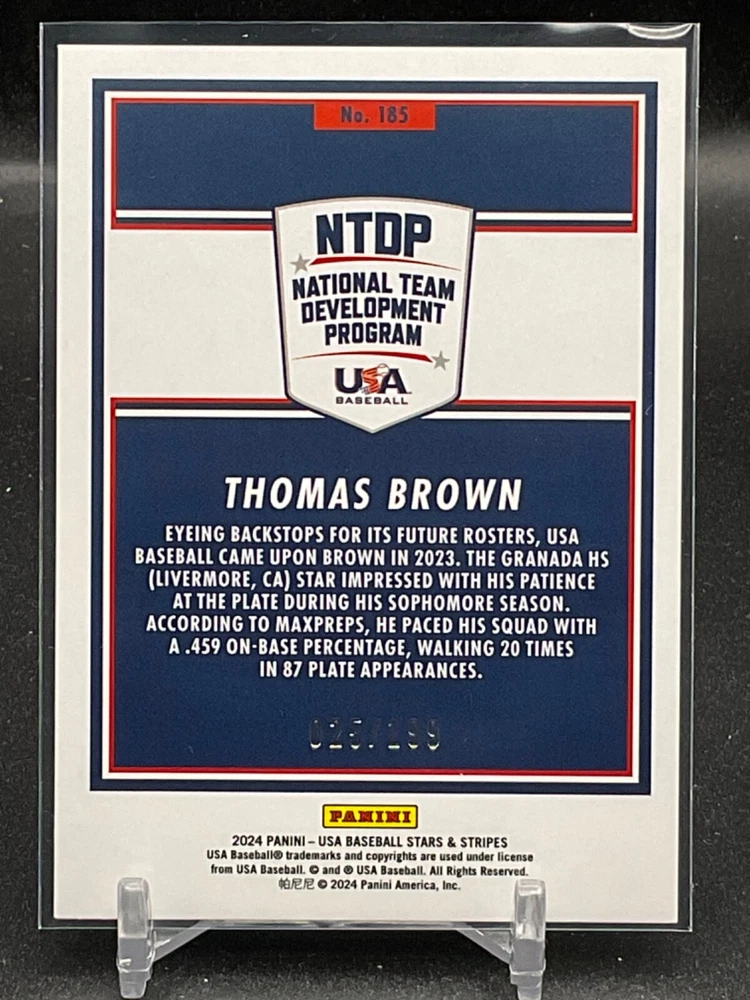 No. 185
NTDP
NATIONAL TEAM
DEVELOPMENT
PROGRAM
USA
BASEBALL
THOMAS BROWN
EYEING BACKSTOPS FOR ITS FUTURE ROSTERS, USA
BASEBALL CAME UPON BROWN IN 2023. THE GRANADA HS
(LIVERMORE, CA) STAR IMPRESSED WITH HIS PATIENCE
AT THE PLATE DURING HIS SOPHOMORE SEASON.
ACCORDING TO MAXPREPS, HE PACED HIS SQUAD WITH
A .459 ON-BASE PERCENTAGE, WALKING 20 TIMES
IN 87 PLATE APPEARANCES.
025/199
PANINI
2024 PANINI – USA BASEBALL STARS & STRIPES
USA Baseball® trademarks and copyrights are used under license
from USA Baseball. © and ® USA Baseball. All Rights Reserved.
帕尼尼 © 2024 Panini America, Inc.